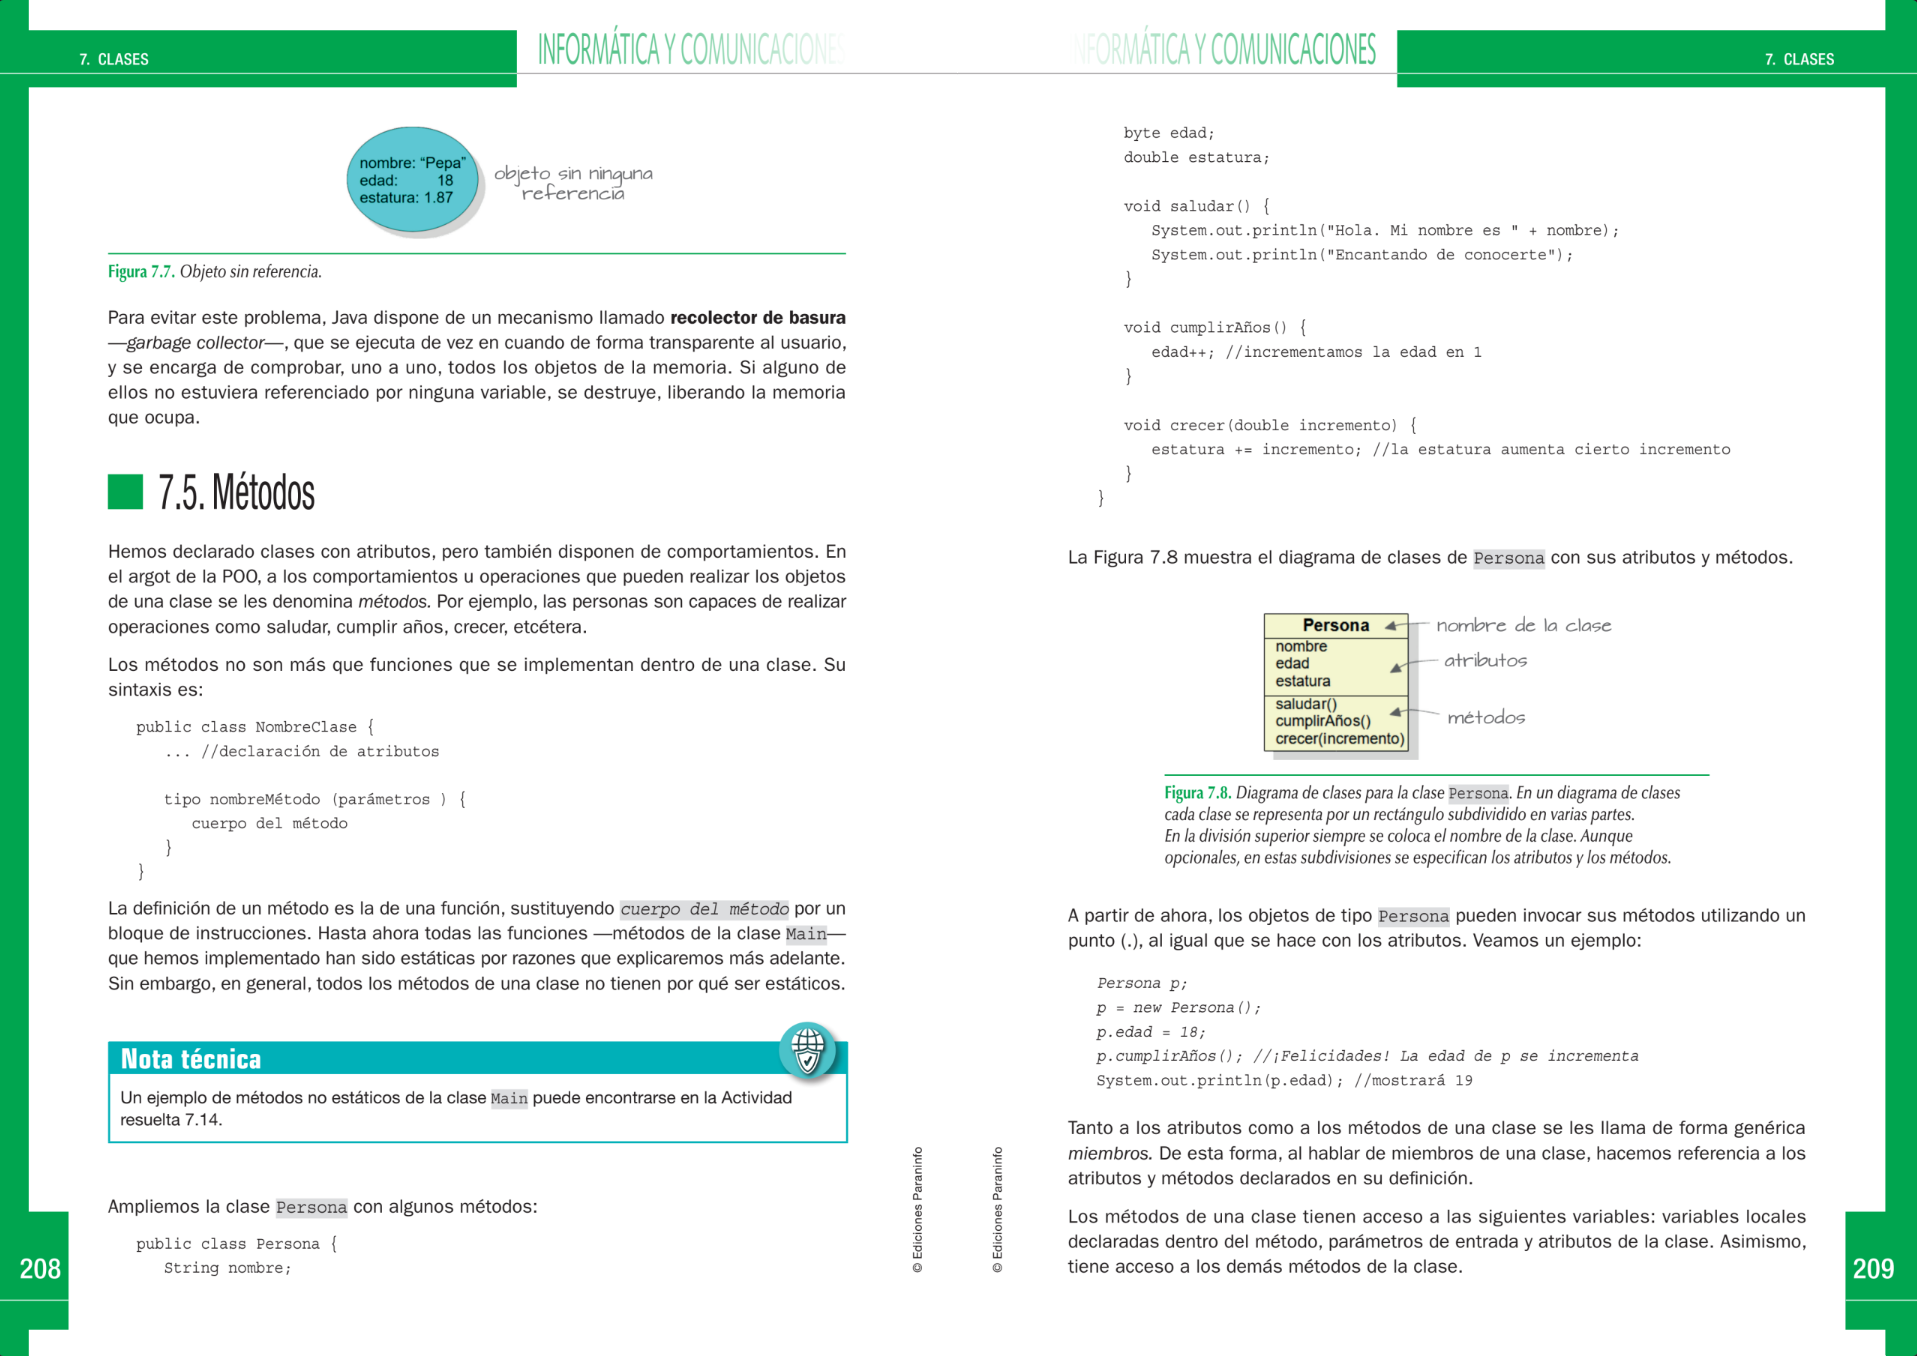 7. CLASES
INFORMÁTICA Y COMUNICACIONES
nombre: “Pepa”
edad: 18
estatura: 1.87
objeto sin ninguna
referencia
Figura 7.7. Objeto sin referencia.
Para evitar este problema, Java dispone de un mecanismo llamado recolector de basura
—garbage collector—, que se ejecuta de vez en cuando de forma transparente al usuario,
y se encarga de comprobar, uno a uno, todos los objetos de la memoria. Si alguno de
ellos no estuviera referenciado por ninguna variable, se destruye, liberando la memoria
que ocupa.
7.5. Métodos
Hemos declarado clases con atributos, pero también disponen de comportamientos. En
el argot de la POO, a los comportamientos u operaciones que pueden realizar los objetos
de una clase se les denomina métodos. Por ejemplo, las personas son capaces de realizar
operaciones como saludar, cumplir años, crecer, etcétera.
Los métodos no son más que funciones que se implementan dentro de una clase. Su
sintaxis es:
public class NombreClase {
... //declaración de atributos
tipo nombreMétodo (parámetros ) {
cuerpo del método
}
}
La definición de un método es la de una función, sustituyendo cuerpo del método por un
bloque de instrucciones. Hasta ahora todas las funciones —métodos de la clase Main—
que hemos implementado han sido estáticas por razones que explicaremos más adelante.
Sin embargo, en general, todos los métodos de una clase no tienen por qué ser estáticos.
Nota técnica
Un ejemplo de métodos no estáticos de la clase Main puede encontrarse en la Actividad
resuelta 7.14.
Ampliemos la clase Persona con algunos métodos:
public class Persona {
String nombre;
208
© Ediciones Paraninfo
INFORMÁTICA Y COMUNICACIONES
7. CLASES
byte edad;
double estatura;
void saludar() {
System.out.println("Hola. Mi nombre es " + nombre);
System.out.println("Encantando de conocerte");
}
void cumplirAños() {
edad++; //incrementamos la edad en 1
}
void crecer(double incremento) {
estatura += incremento; //la estatura aumenta cierto incremento
}
}
La Figura 7.8 muestra el diagrama de clases de Persona con sus atributos y métodos.
Persona
nombre de la clase
nombre
edad
estatura
atributos
saludar()
cumplirAños()
crecer(incremento)
métodos
Figura 7.8. Diagrama de clases para la clase Persona. En un diagrama de clases
cada clase se representa por un rectángulo subdividido en varias partes.
En la división superior siempre se coloca el nombre de la clase. Aunque
opcionales, en estas subdivisiones se especifican los atributos y los métodos.
A partir de ahora, los objetos de tipo Persona pueden invocar sus métodos utilizando un
punto (.), al igual que se hace con los atributos. Veamos un ejemplo:
Persona p;
p = new Persona();
p.edad = 18;
p.cumplirAños(); //¡Felicidades! La edad de p se incrementa
System.out.println(p.edad); //mostrará 19
Tanto a los atributos como a los métodos de una clase se les llama de forma genérica
miembros. De esta forma, al hablar de miembros de una clase, hacemos referencia a los
atributos y métodos declarados en su definición.
Los métodos de una clase tienen acceso a las siguientes variables: variables locales
declaradas dentro del método, parámetros de entrada y atributos de la clase. Asimismo,
tiene acceso a los demás métodos de la clase.
© Ediciones Paraninfo
209